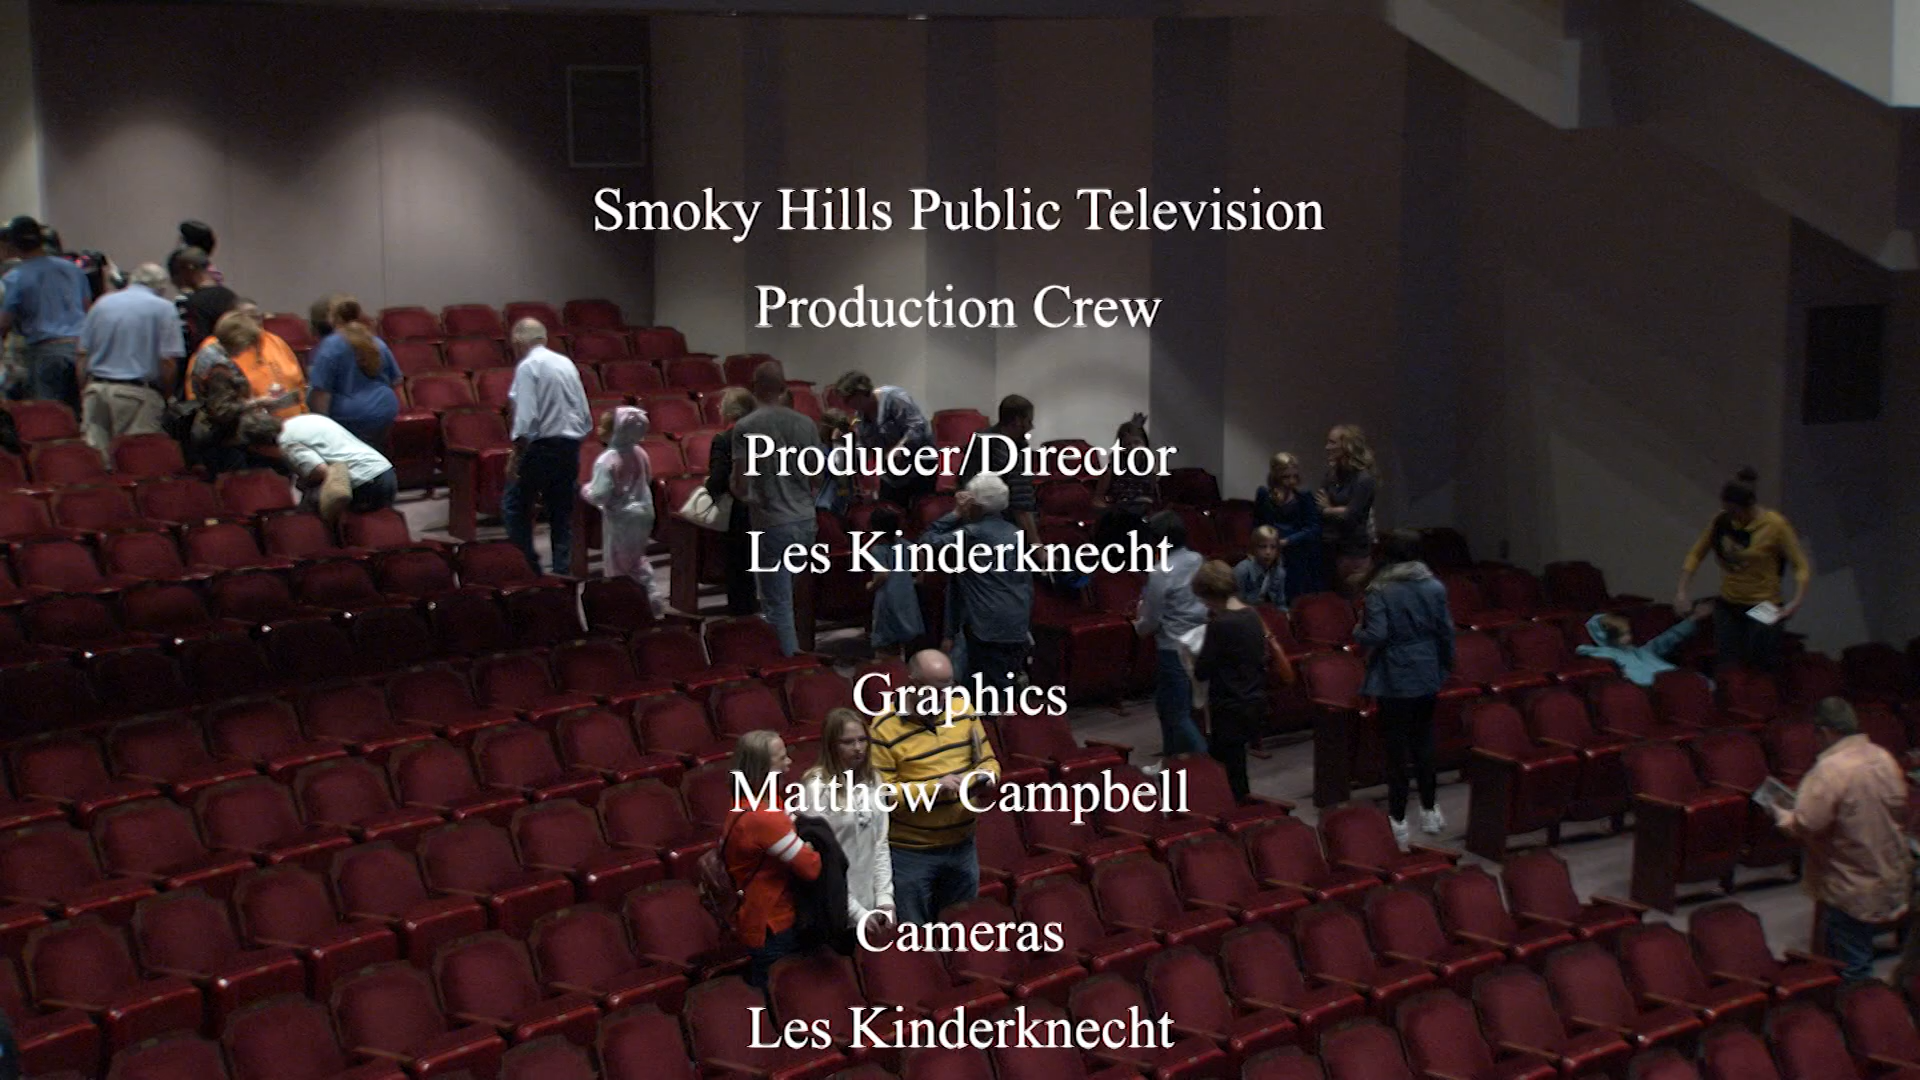 Smoky Hills Public Television
Production Crew
Producer/Director
Les Kinderknecht
Graphics
Matthew Campbell
Cameras
Les Kinderknecht